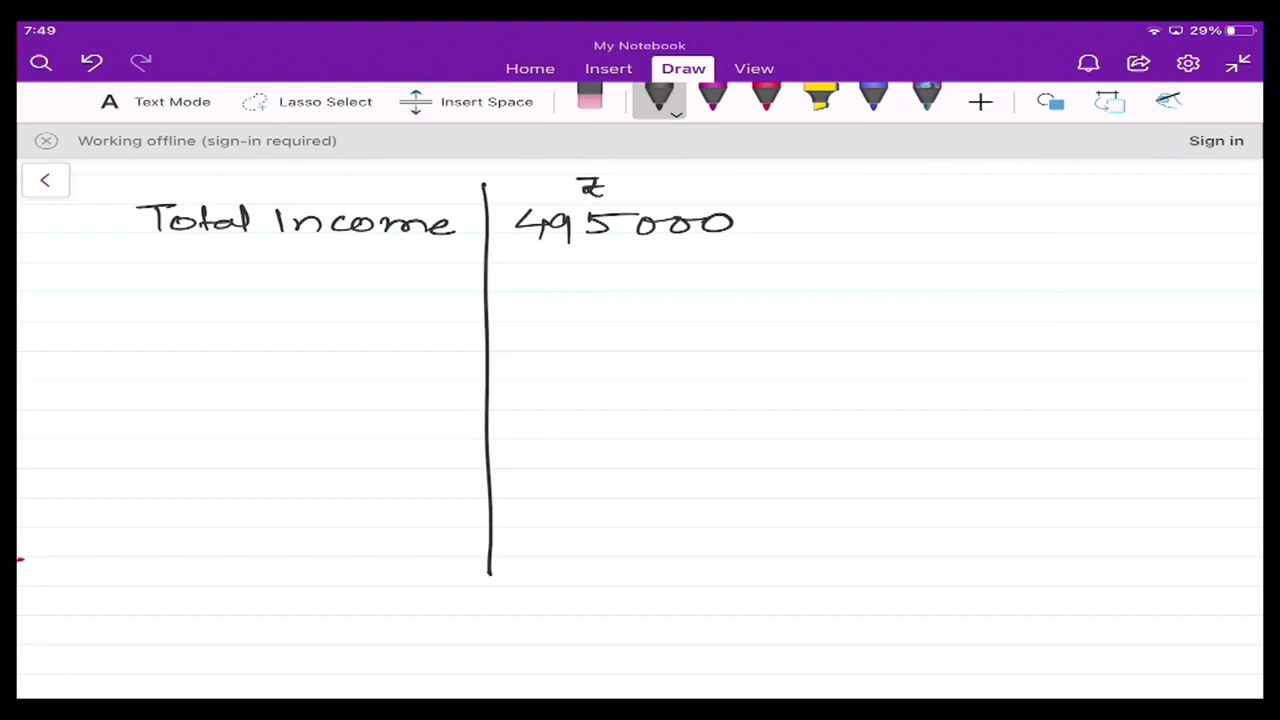 7:49
29%
My Notebook
Home Insert Draw View
A Text Mode Lasso Select Insert Space
Working offline (sign-in required) Sign in
₹
Total Income 495000